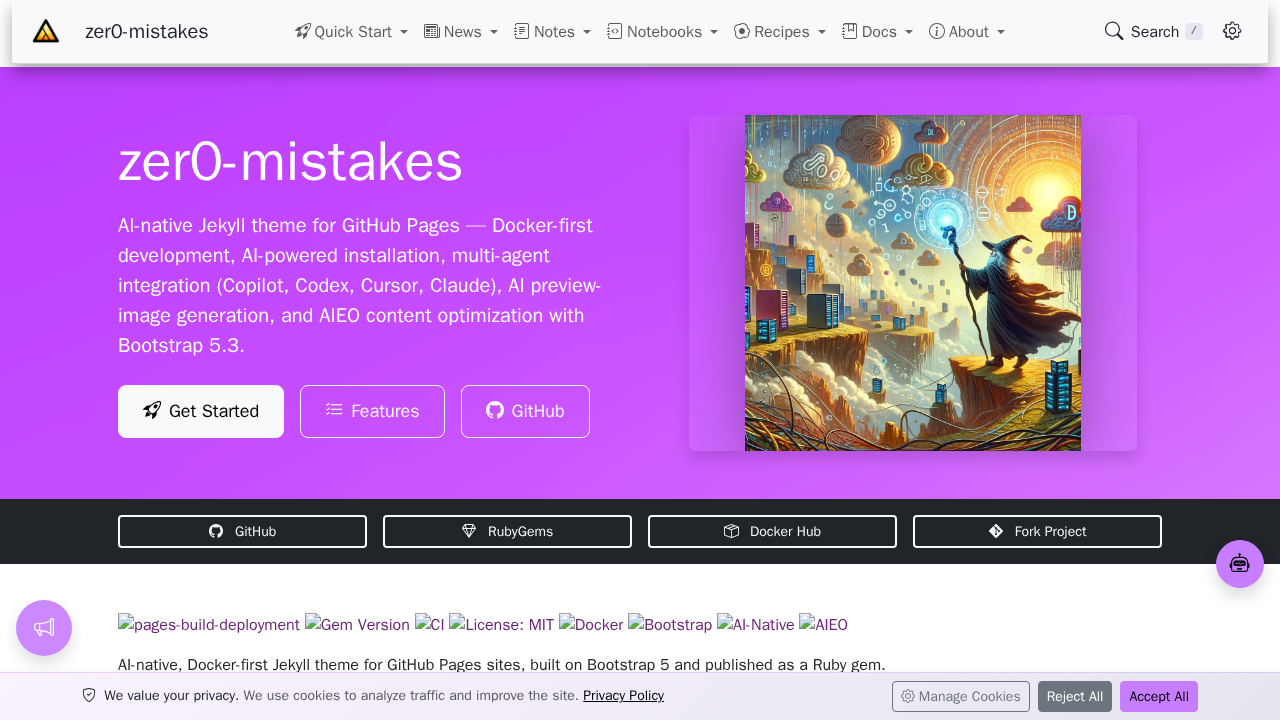 zer0-mistakes
Quick Start
News
Notes
Notebooks
Recipes
Docs
About
Search /
zer0-mistakes
AI-native Jekyll theme for GitHub Pages — Docker-first
development, AI-powered installation, multi-agent
integration (Copilot, Codex, Cursor, Claude), AI preview-
image generation, and AIEO content optimization with
Bootstrap 5.3.
Get Started
Features
GitHub
GitHub
RubyGems
Docker Hub
Fork Project
pages-build-deployment Gem Version CI License: MIT Docker Bootstrap AI-Native AIEO
AI-native, Docker-first Jekyll theme for GitHub Pages sites, built on Bootstrap 5 and published as a Ruby gem.
We value your privacy. We use cookies to analyze traffic and improve the site. Privacy Policy
Manage Cookies
Reject All
Accept All